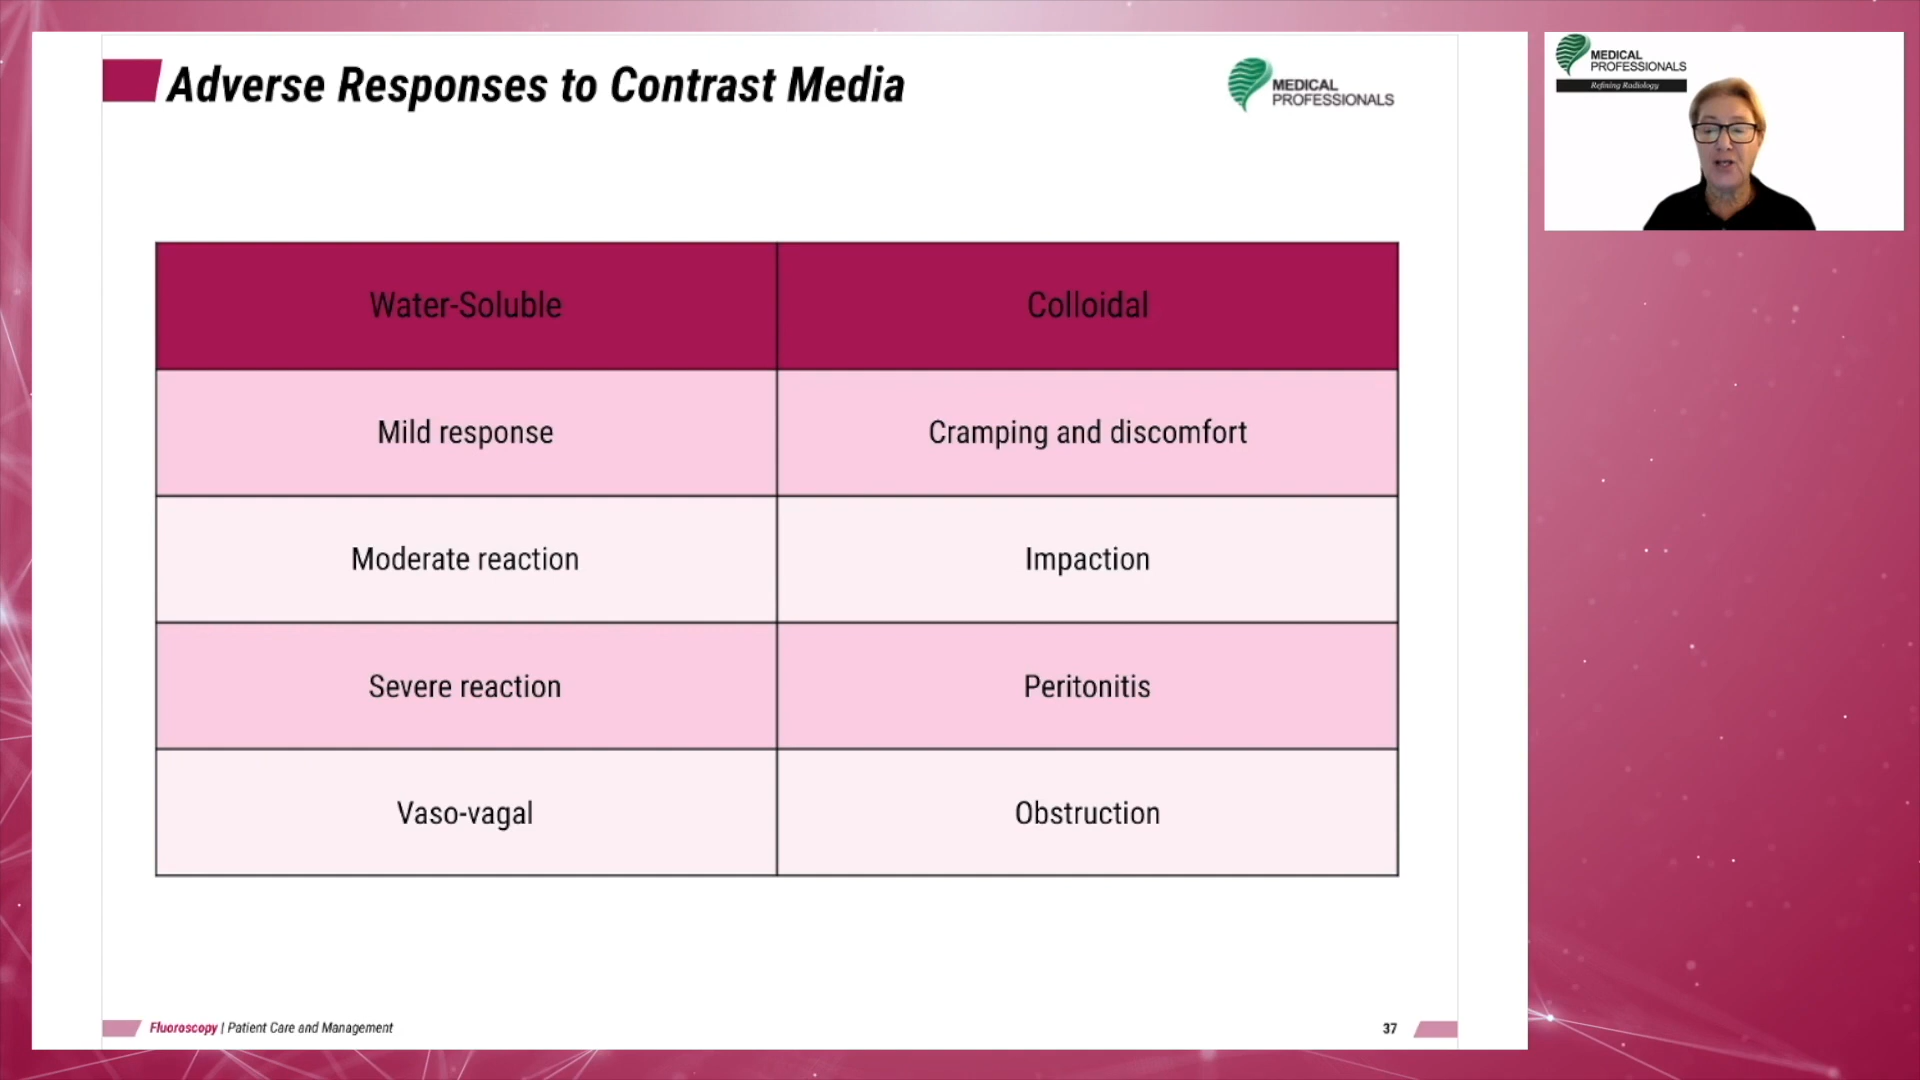 Adverse Responses to Contrast Media
MEDICAL
PROFESSIONALS
MEDICAL
PROFESSIONALS
Refining Radiology
Water-Soluble
Colloidal
Mild response
Cramping and discomfort
Moderate reaction
Impaction
Severe reaction
Peritonitis
Vaso-vagal
Obstruction
Fluoroscopy | Patient Care and Management
37